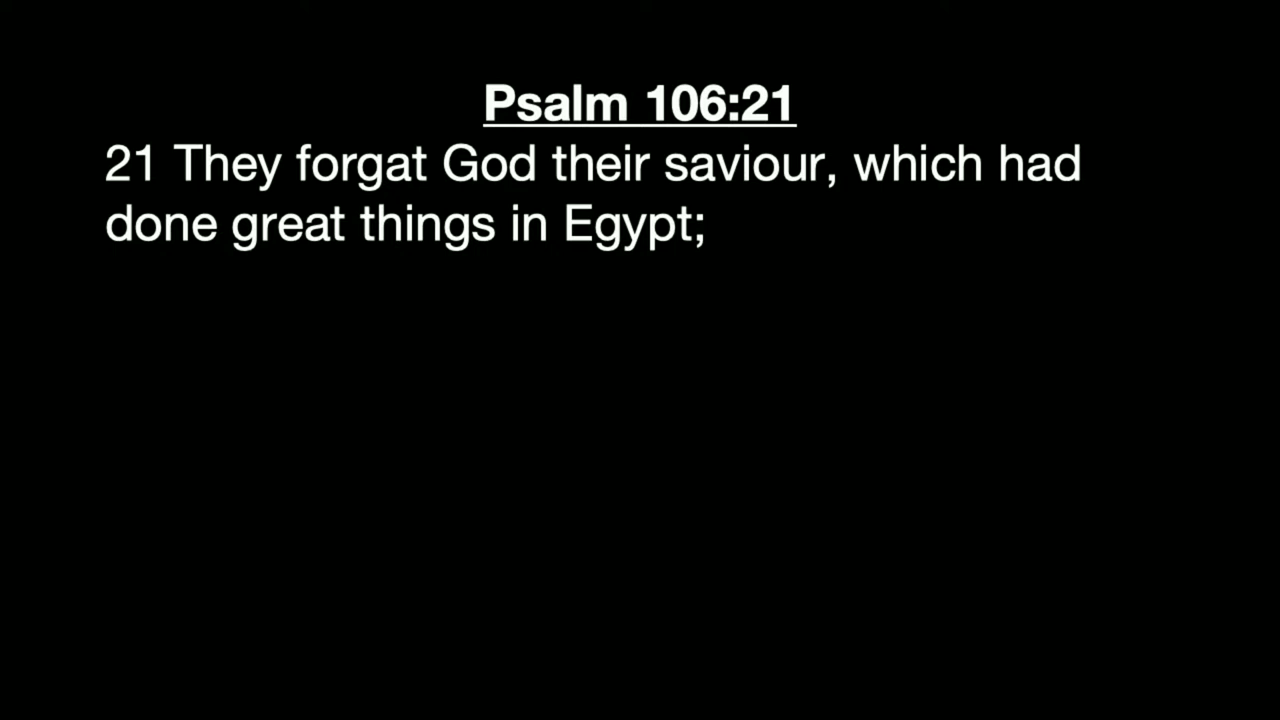 Psalm 106:21
21 They forgat God their saviour, which had
done great things in Egypt;